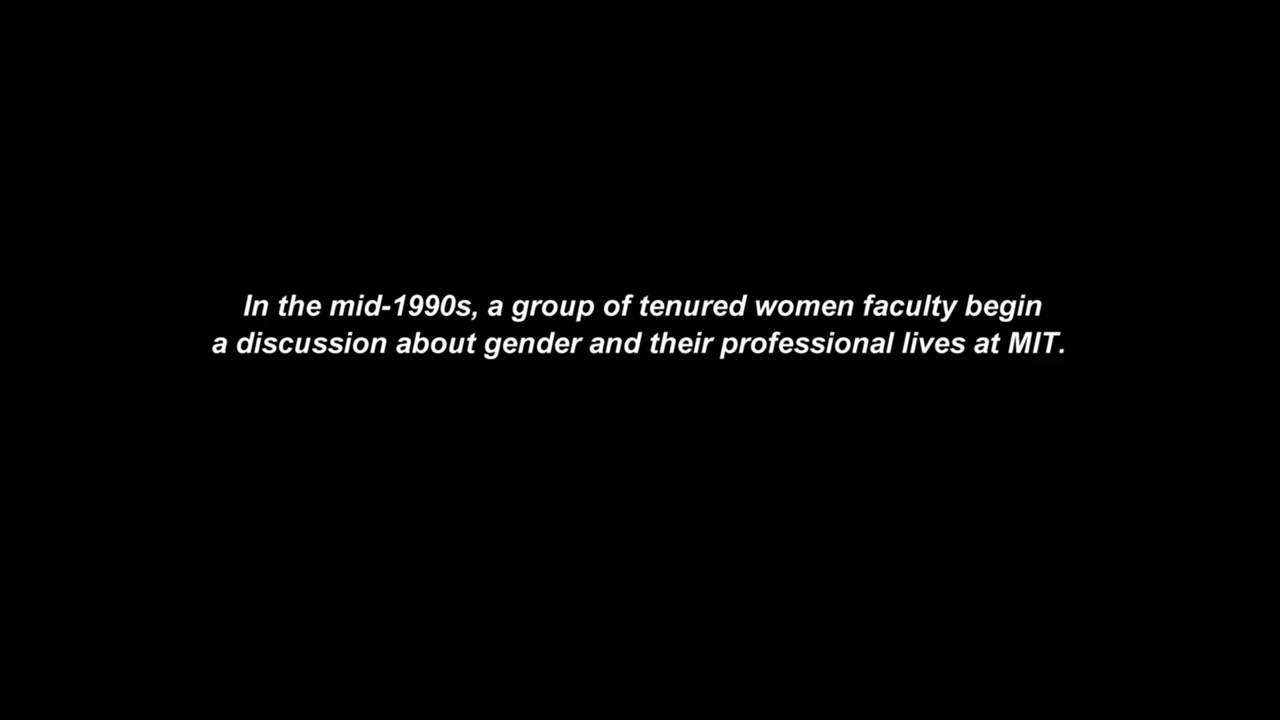 In the mid-1990s, a group of tenured women faculty begin
a discussion about gender and their professional lives at MIT.